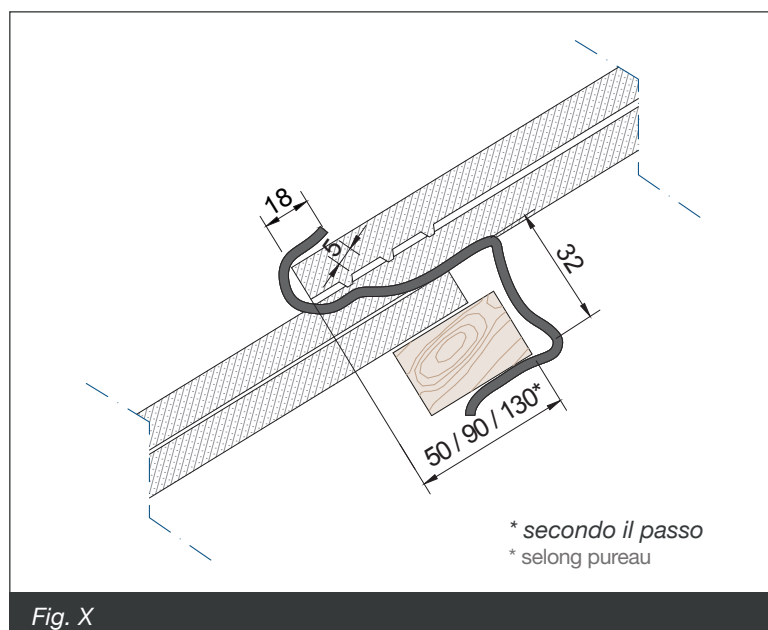 18
5
32
50 / 90 / 130*
* secondo il passo
* selong pureau
Fig. X